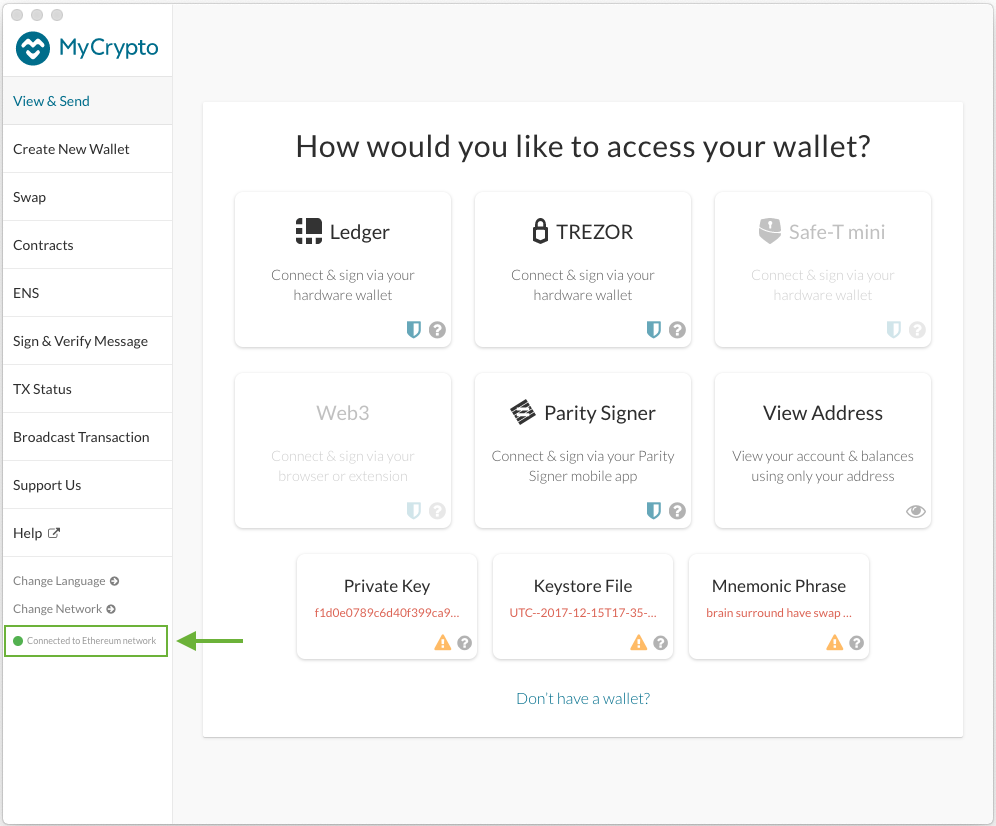 MyCrypto
View & Send
Create New Wallet
Swap
Contracts
ENS
Sign & Verify Message
TX Status
Broadcast Transaction
Support Us
Help
Change Language
Change Network
Connected to Ethereum network
How would you like to access your wallet?
Ledger
Connect & sign via your
hardware wallet
?
TREZOR
Connect & sign via your
hardware wallet
?
Safe-T mini
Connect & sign via your
hardware wallet
?
Web3
Connect & sign via your
browser or extension
?
Parity Signer
Connect & sign via your Parity
Signer mobile app
?
View Address
View your account & balances
using only your address
Private Key
f1d0e0789c6d40f399ca9...
?
Keystore File
UTC--2017-12-15T17-35-...
?
Mnemonic Phrase
brain surround have swap ...
?
Don't have a wallet?